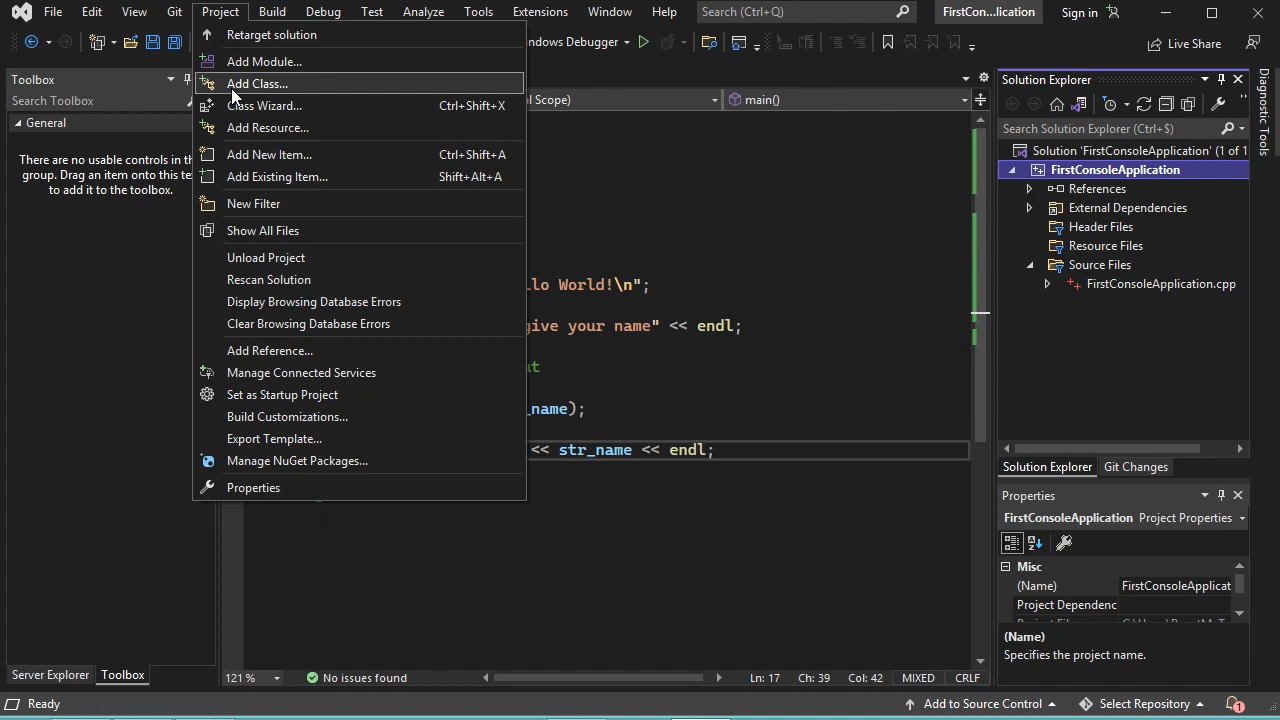 File Edit View Git Project Build Debug Test Analyze Tools Extensions Window Help Search (Ctrl+Q) FirstCon...lication Sign in
ndows Debugger Live Share
Retarget solution
Add Module...
Add Class...
Class Wizard... Ctrl+Shift+X
Add Resource...
Add New Item... Ctrl+Shift+A
Add Existing Item... Shift+Alt+A
New Filter
Show All Files
Unload Project
Rescan Solution
Display Browsing Database Errors
Clear Browsing Database Errors
Add Reference...
Manage Connected Services
Set as Startup Project
Build Customizations...
Export Template...
Manage NuGet Packages...
Properties
Toolbox
Search Toolbox
General
There are no usable controls in th
group. Drag an item onto this te
to add it to the toolbox.
Server Explorer Toolbox
l Scope) main()
llo World!\n";
give your name" << endl;
ut
_name);
<< str_name << endl;
121 % No issues found Ln: 17 Ch: 39 Col: 42 MIXED CRLF
Solution Explorer
Search Solution Explorer (Ctrl+$)
Solution 'FirstConsoleApplication' (1 of 1
FirstConsoleApplication
References
External Dependencies
Header Files
Resource Files
Source Files
FirstConsoleApplication.cpp
Solution Explorer Git Changes
Properties
FirstConsoleApplication Project Properties
Misc
(Name) FirstConsoleApplicat
Project Dependenc
(Name)
Specifies the project name.
Diagnostic Tools
Ready Add to Source Control Select Repository 1